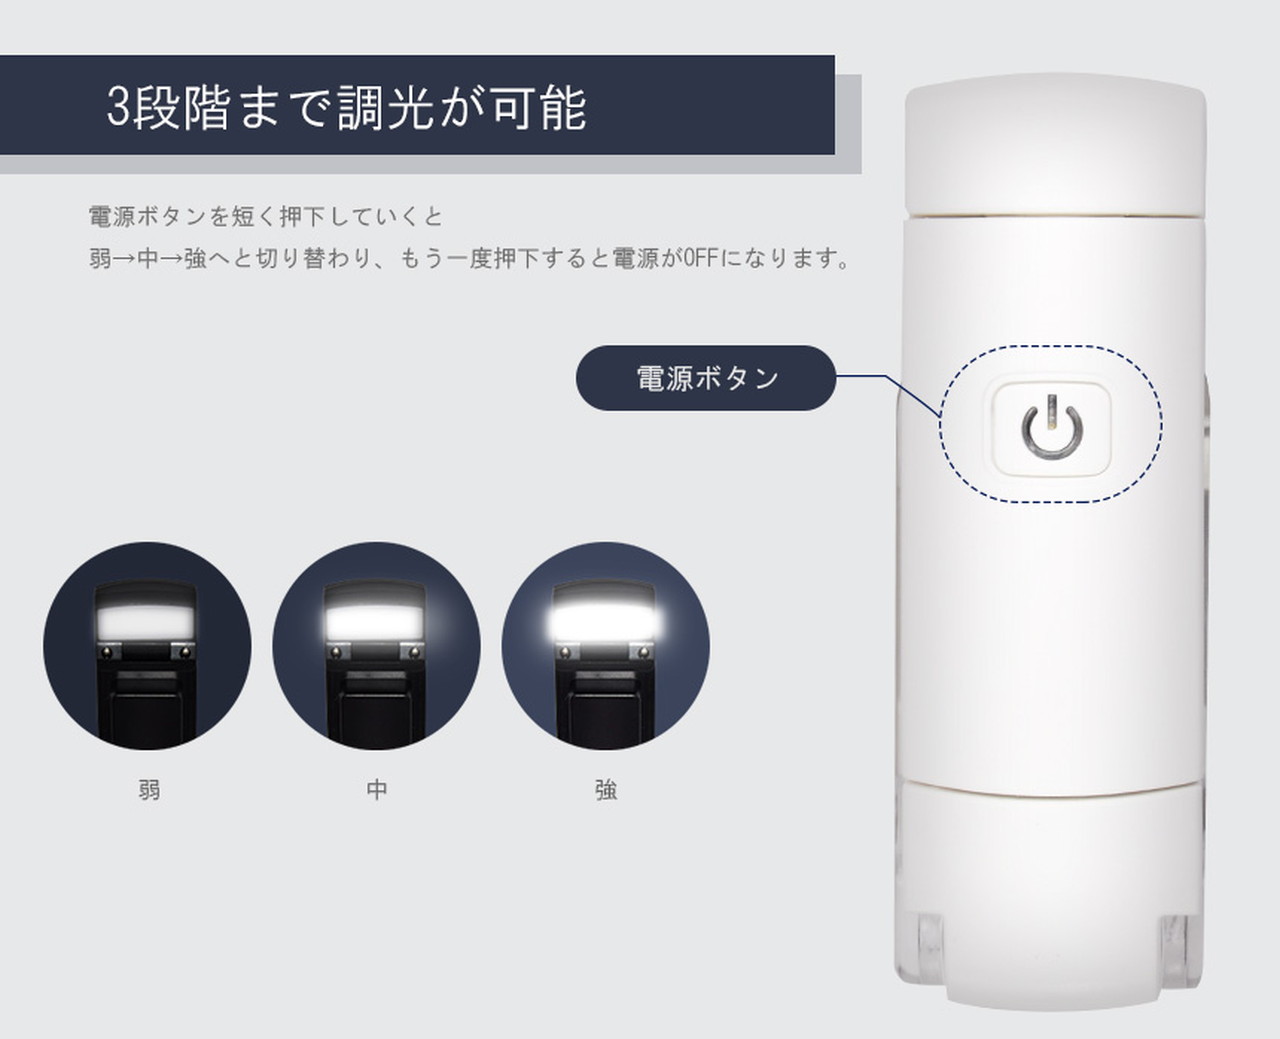 3段階まで調光が可能
電源ボタンを短く押下していくと
弱→中→強へと切り替わり、もう一度押下すると電源がOFFになります。
電源ボタン
弱
中
強